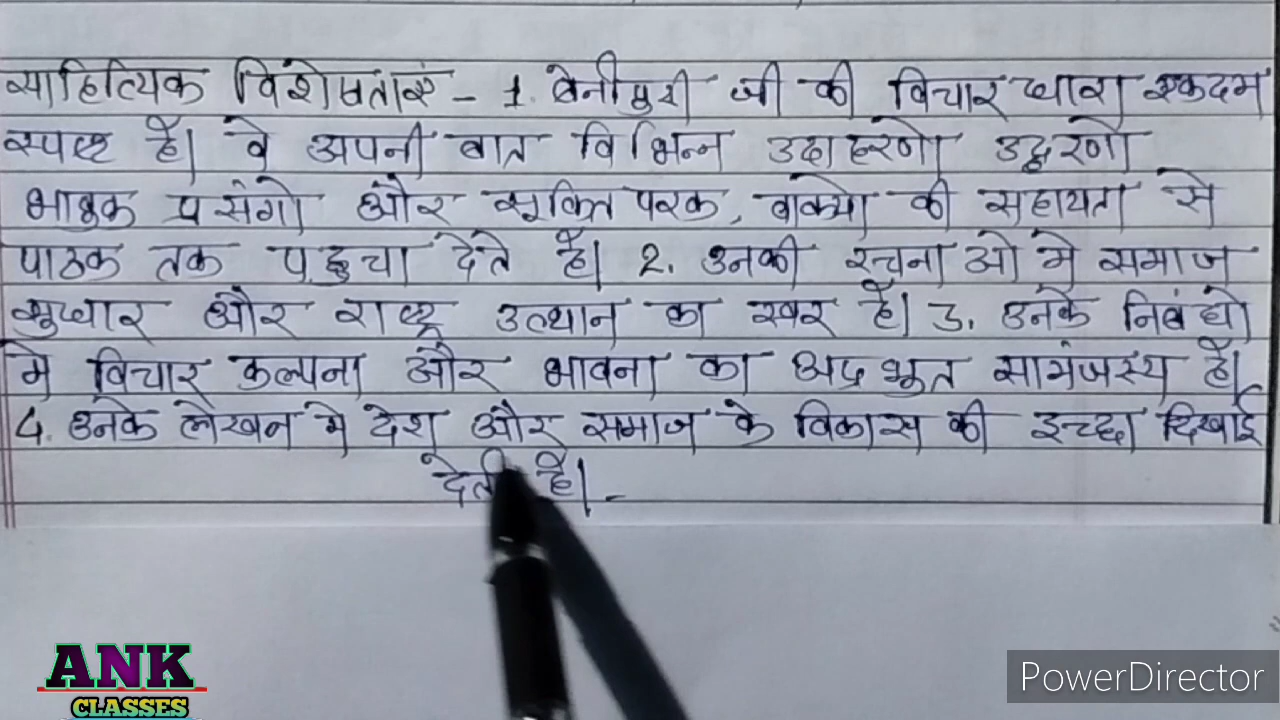 साहित्यिक विशेषताएं - 1. बेनीपुरी जी की विचार धारा एकदम
स्पष्ट है। वे अपनी बात विभिन्न उदाहरणो उद्धरणो
भावुक प्रसंगो और सूक्ति परक, वाक्यो की सहायता से
पाठक तक पहुचा देते है। 2. उनकी रचनाओ मे समाज
सुधार और राष्ट्र उत्थान का स्वर है। 3. उनके निबंधो
मे विचार कल्पना और भावना का अदभूत सामंजस्य है।
4. उनके लेखन मे देश और समाज के विकास की इच्छा दिखाई
देती है। -
ANK
CLASSES
PowerDirector